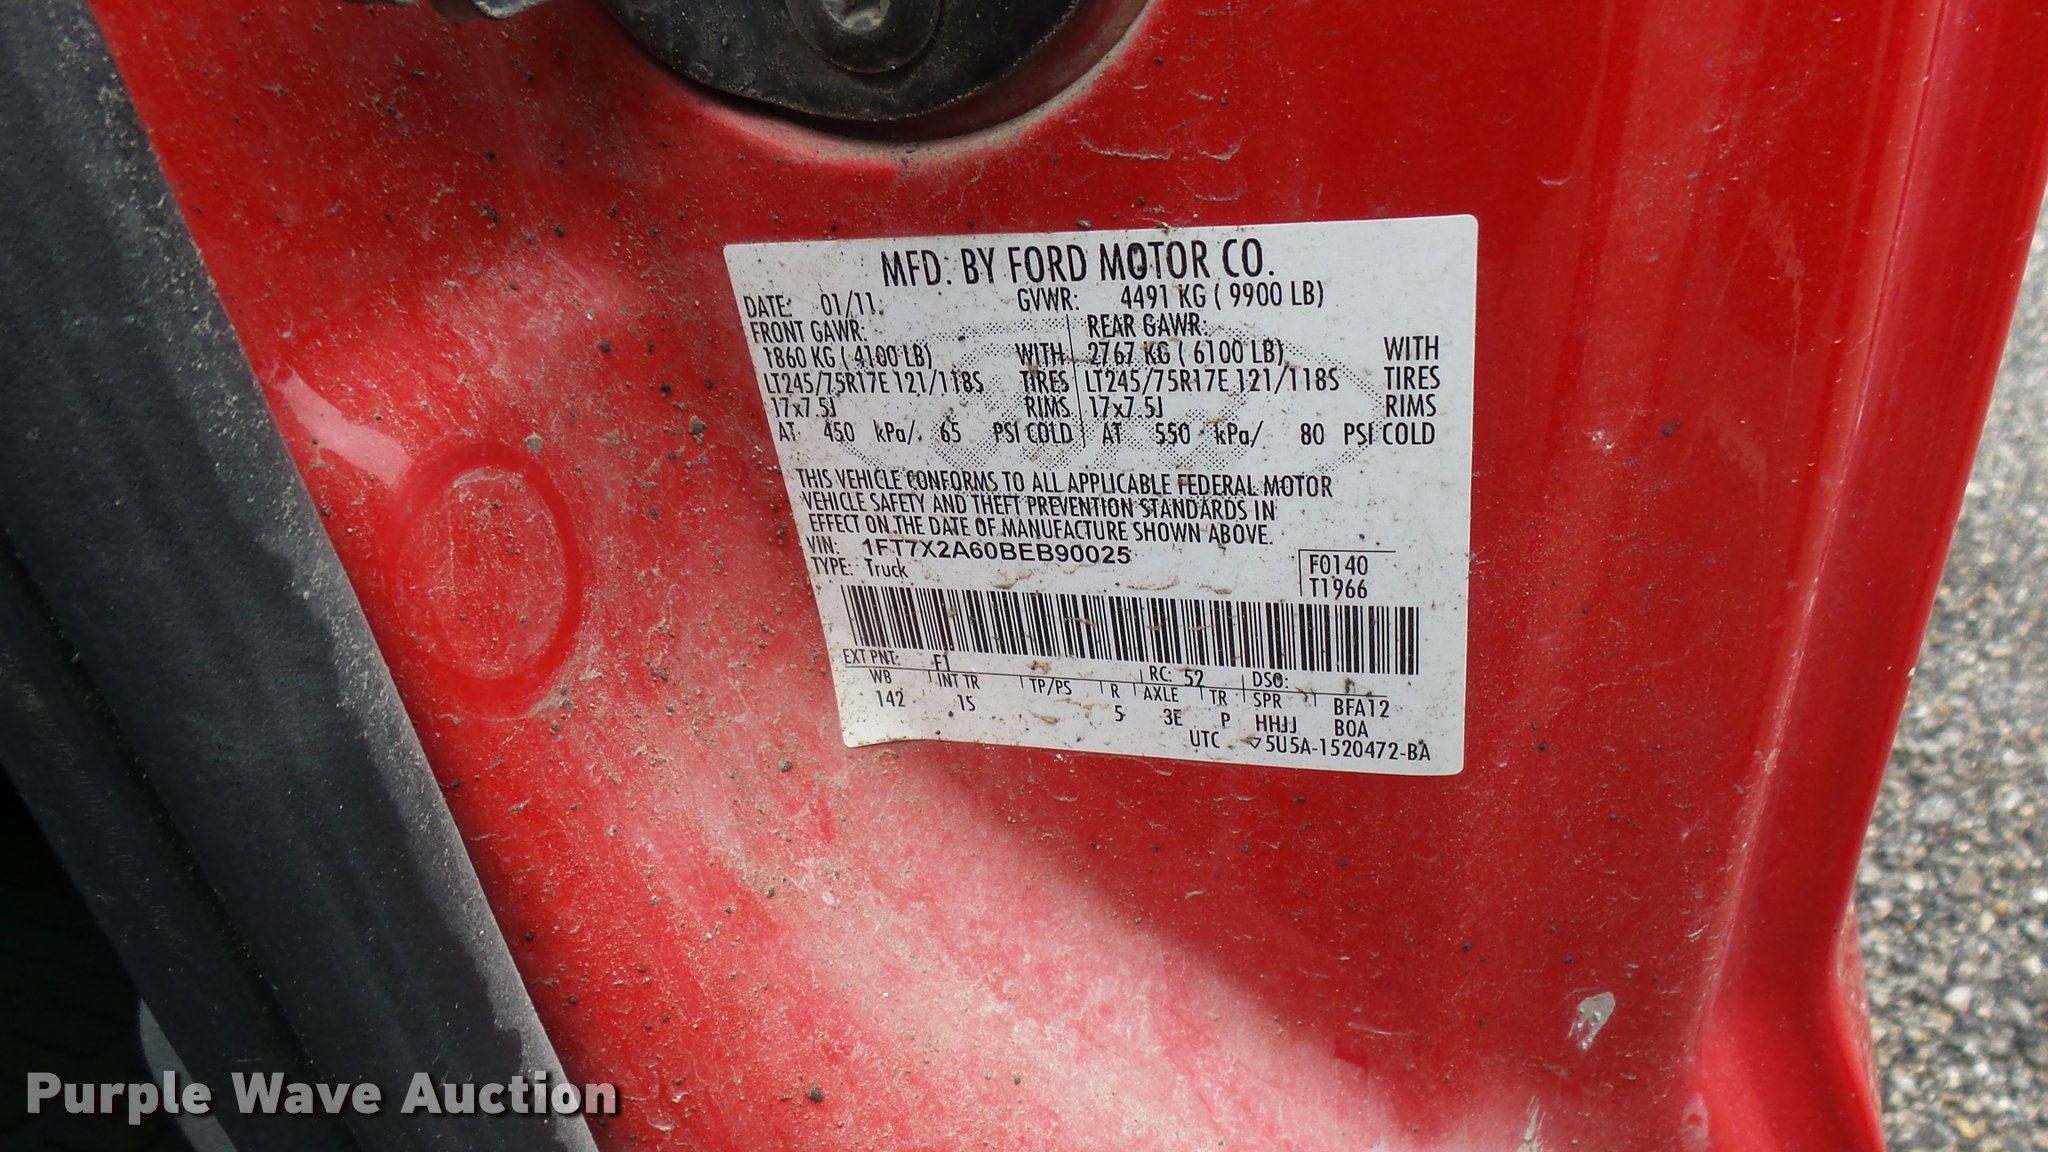 MFD. BY FORD MOTOR CO.
DATE: 01/11 GVWR: 4491 KG ( 9900 LB)
FRONT GAWR: REAR GAWR:
1860 KG ( 4100 LB) WITH 2767 KG ( 6100 LB) WITH
LT245/75R17E 121/118S TIRES LT245/75R17E 121/118S TIRES
17x7.5J RIMS 17x7.5J RIMS
AT 450 kPa/ 65 PSI COLD AT 550 kPa/ 80 PSI COLD
THIS VEHICLE CONFORMS TO ALL APPLICABLE FEDERAL MOTOR
VEHICLE SAFETY AND THEFT PREVENTION STANDARDS IN
EFFECT ON THE DATE OF MANUFACTURE SHOWN ABOVE.
VIN: 1FT7X2A60BEB90025
TYPE: Truck
F0140
T1966
EXT PNT: F1 RC: 52 DSO:
WB INT TR TP/PS R AXLE TR SPR BFA12
142 1S 5 3E P HHJJ BOA
UTC 5U5A-1520472-BA
Purple Wave Auction